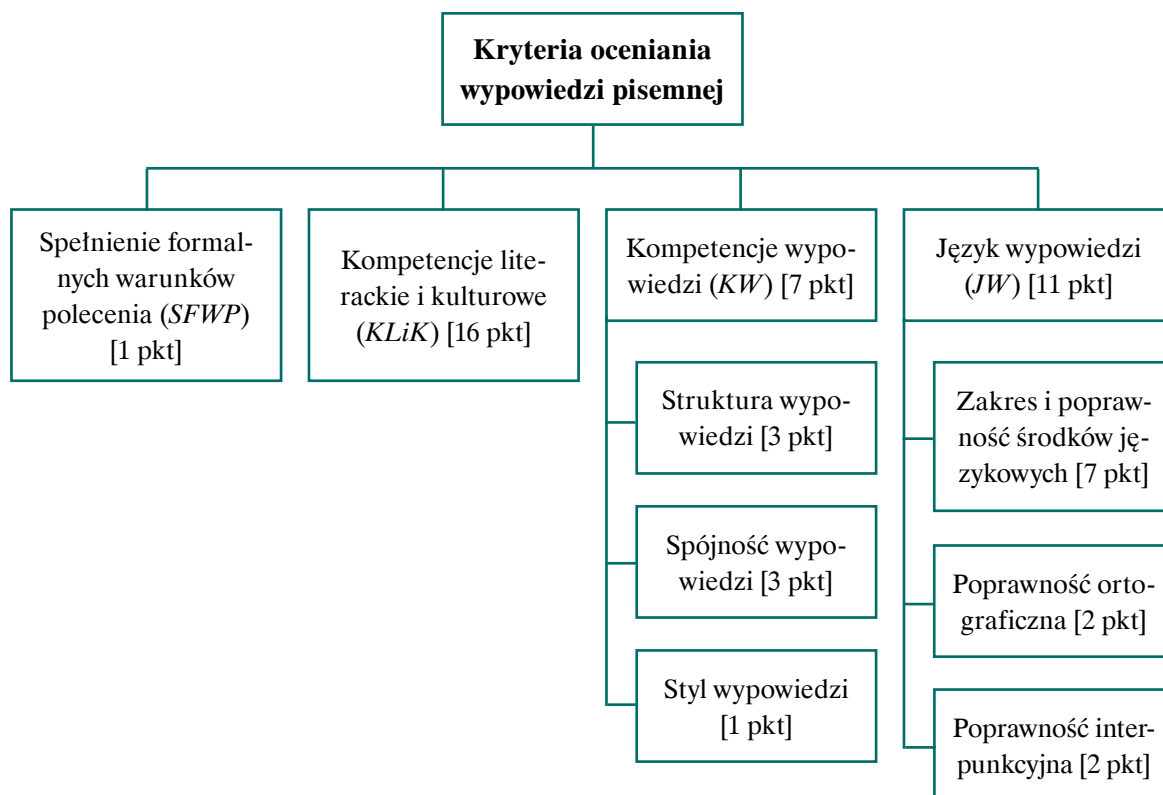 Kryteria oceniania
wypowiedzi pisemnej
Spełnienie formal-
nych warunków
polecenia (SFWP)
[1 pkt]
Kompetencje lite-
rackie i kulturowe
(KLiK) [16 pkt]
Kompetencje wypo-
wiedzi (KW) [7 pkt]
Struktura wypo-
wiedzi [3 pkt]
Spójność wypo-
wiedzi [3 pkt]
Styl wypowiedzi
[1 pkt]
Język wypowiedzi
(JW) [11 pkt]
Zakres i popraw-
ność środków ję-
zykowych [7 pkt]
Poprawność orto-
graficzna [2 pkt]
Poprawność inter-
punkcyjna [2 pkt]